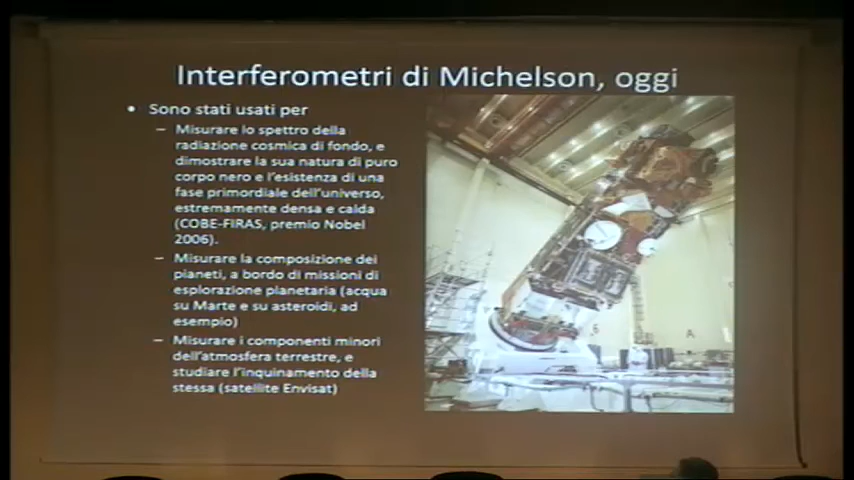 Interferometri di Michelson, oggi
• Sono stati usati per
– Misurare lo spettro della
radiazione cosmica di fondo, e
dimostrare la sua natura di puro
corpo nero e l'esistenza di una
fase primordiale dell'universo,
estremamente densa e calda
(COBE-FIRAS, premio Nobel
2006).
– Misurare la composizione dei
pianeti, a bordo di missioni di
esplorazione planetaria (acqua
su Marte e su asteroidi, ad
esempio)
– Misurare i componenti minori
dell'atmosfera terrestre, e
studiare l'inquinamento della
stessa (satellite Envisat)